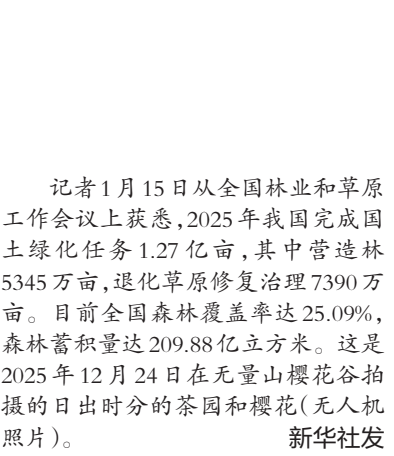 记者1月15日从全国林业和草原
工作会议上获悉,2025年我国完成国
土绿化任务1.27亿亩,其中营造林
5345万亩,退化草原修复治理7390万
亩。目前全国森林覆盖率达25.09%,
森林蓄积量达209.88亿立方米。这是
2025年12月24日在无量山樱花谷拍
摄的日出时分的茶园和樱花(无人机
照片)。 新华社发